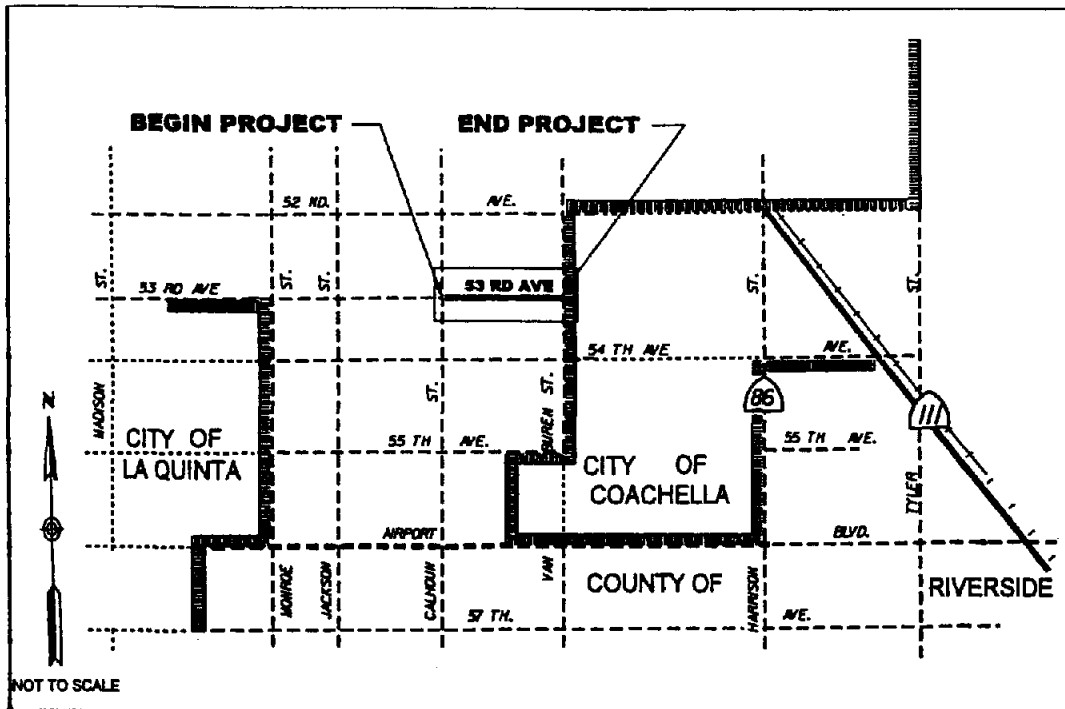 BEGIN PROJECT
END PROJECT
52 ND.
AVE.
ST.
ST.
ST.
ST.
ST.
ST.
53 RD AVE
53 RD AVE
54 TH AVE
AVE.
MADISON
ST.
BUREN ST.
86
111
CITY OF
LA QUINTA
55 TH
AVE.
CITY OF
COACHELLA
55 TH
AVE.
TYLER
AIRPORT
BLVD.
MONROE
JACKSON
CALHOUN
VAN
COUNTY OF
HARRISON
RIVERSIDE
57 TH.
AVE.
N
NOT TO SCALE